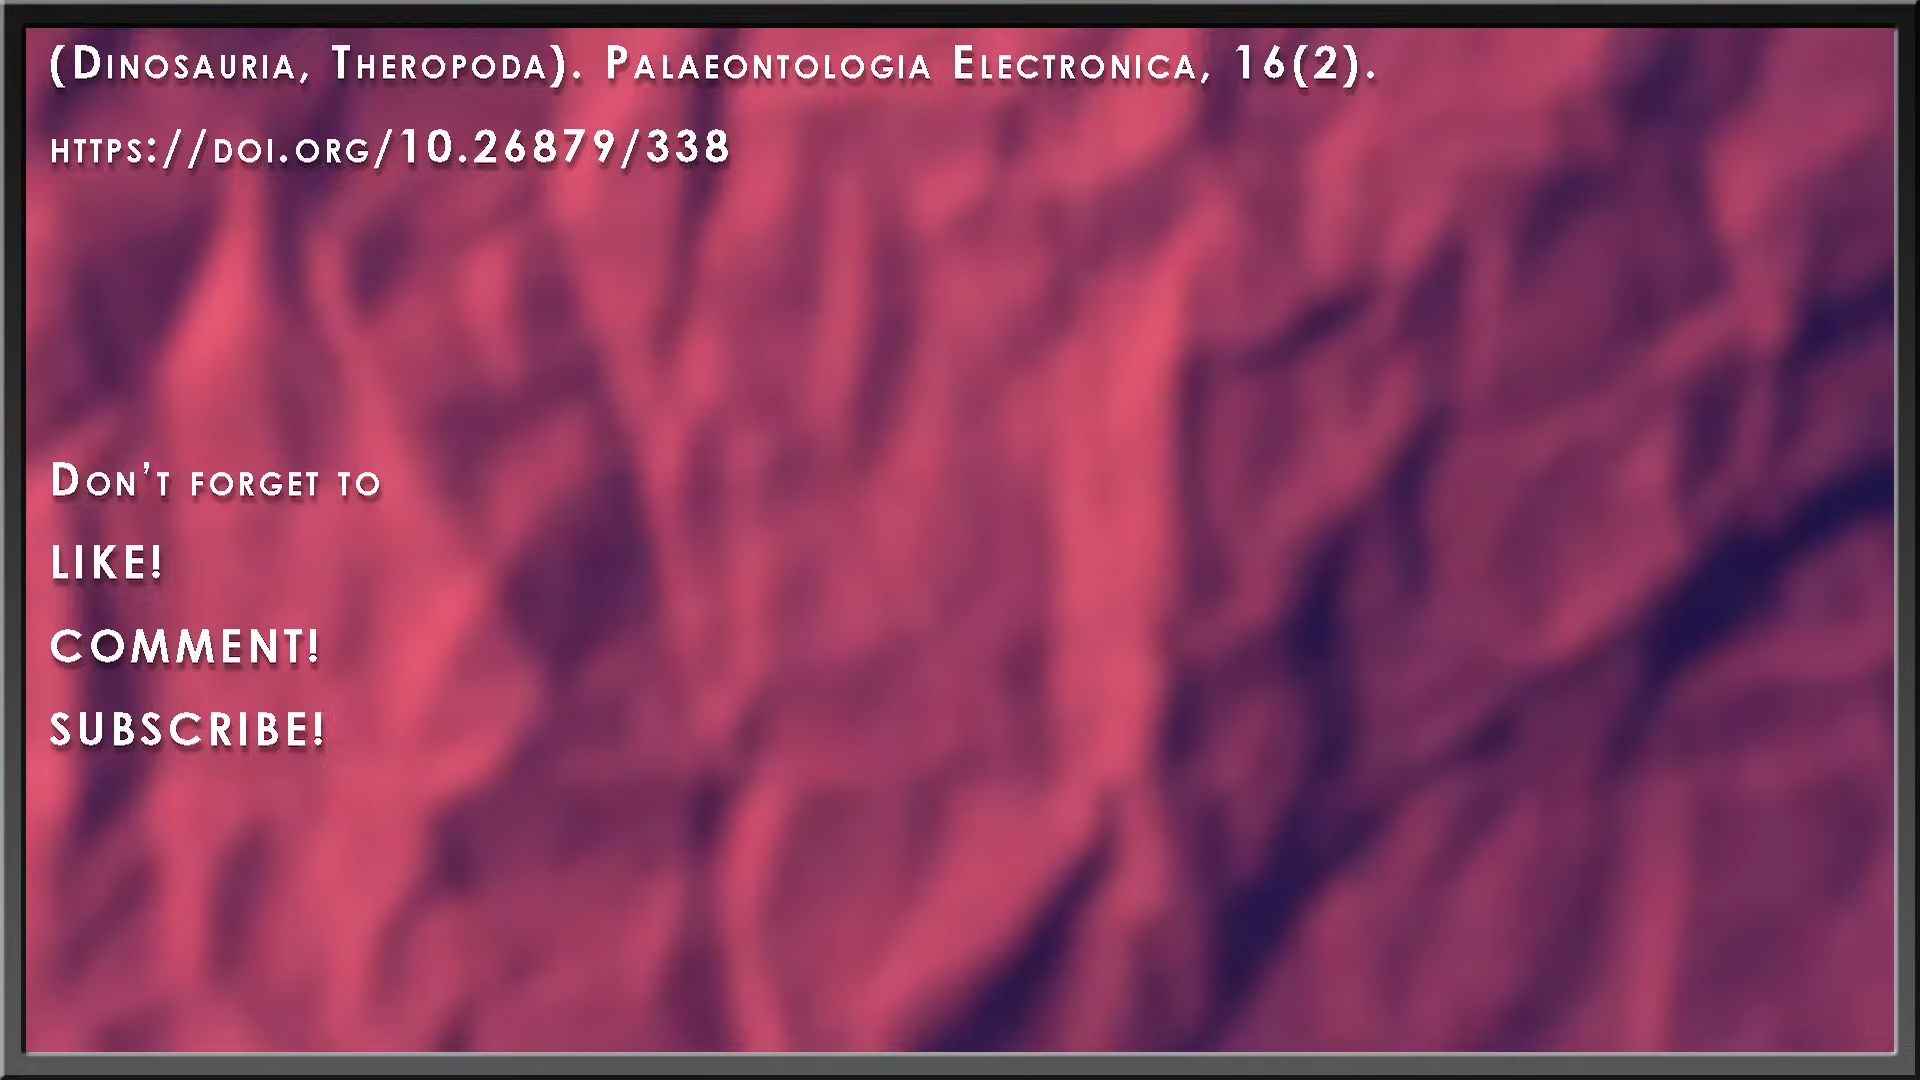 (Dinosauria, Theropoda). Palaeontologia Electronica, 16(2).
https://doi.org/10.26879/338
Don't forget to
LIKE!
COMMENT!
SUBSCRIBE!